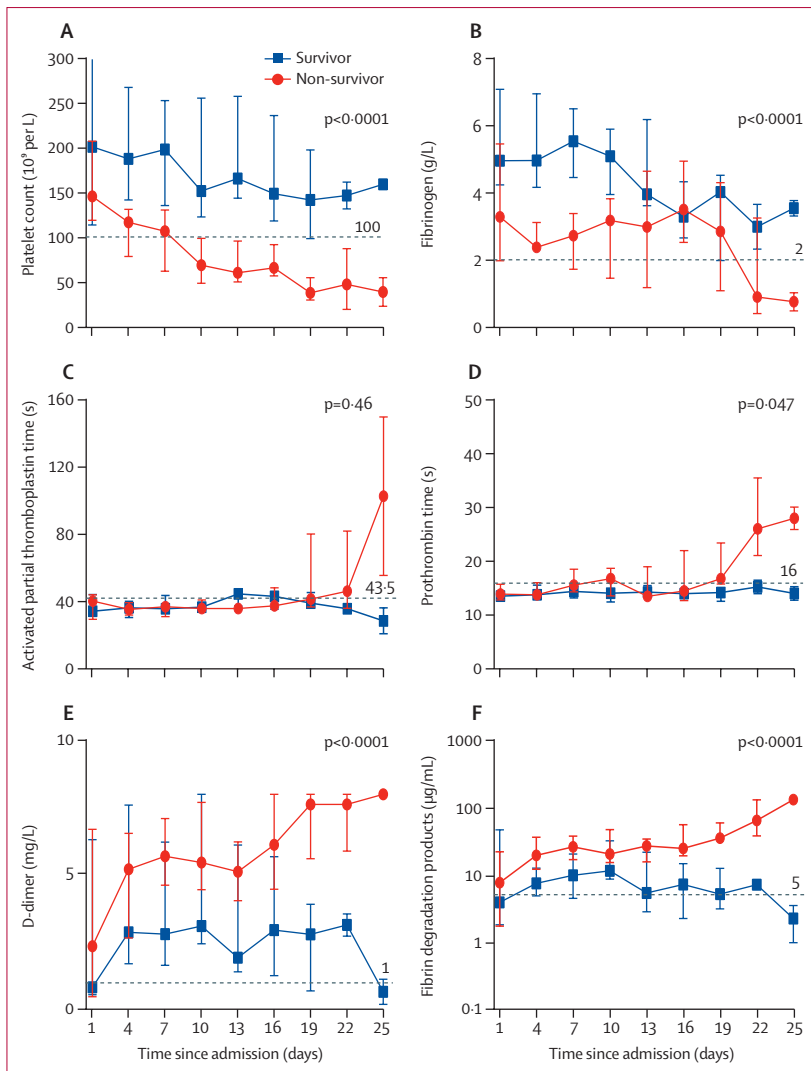 A
Survivor
Non-survivor
p<0·0001
Platelet count (10⁹ per L)
300
250
200
150
100
50
0
100
B
p<0·0001
Fibrinogen (g/L)
8
6
4
2
0
2
C
p=0·46
Activated partial thromboplastin time (s)
160
120
80
40
0
43·5
D
p=0·047
Prothrombin time (s)
50
40
30
20
10
0
16
E
p<0·0001
D-dimer (mg/L)
10
5
0
1
1 4 7 10 13 16 19 22 25
Time since admission (days)
F
p<0·0001
Fibrin degradation products (µg/mL)
1000
100
10
1
0·1
5
1 4 7 10 13 16 19 22 25
Time since admission (days)